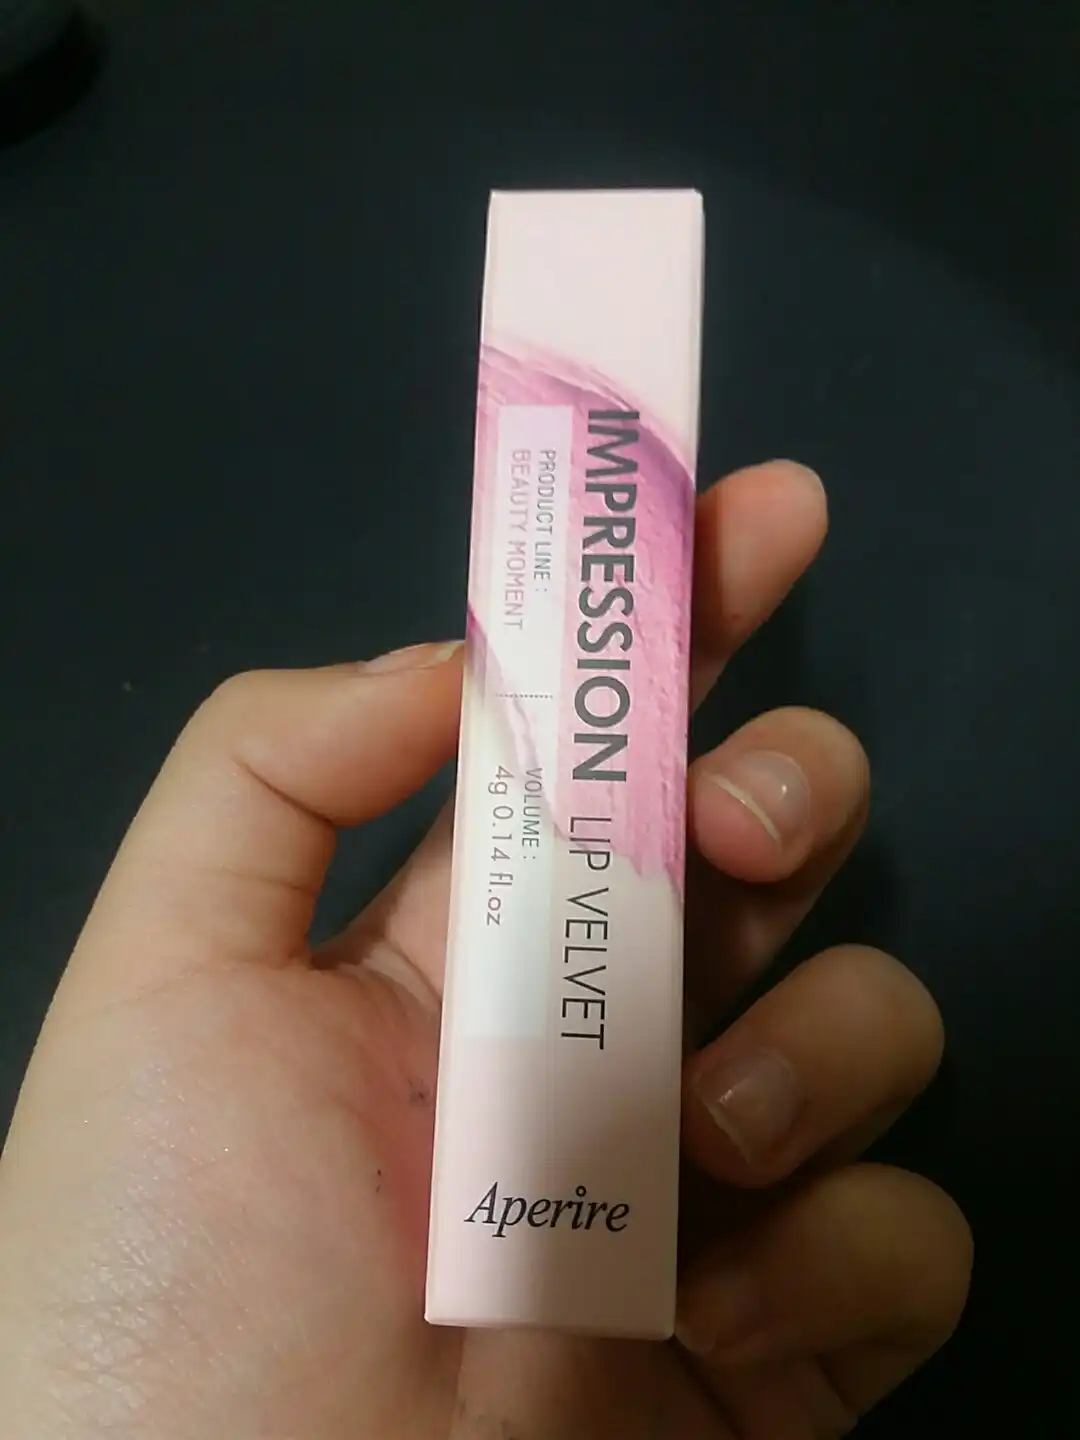 IMPRESSION LIP VELVET
PRODUCT LINE :
BEAUTY MOMENT
VOLUME :
4g 0.14 fl.oz
Aperire